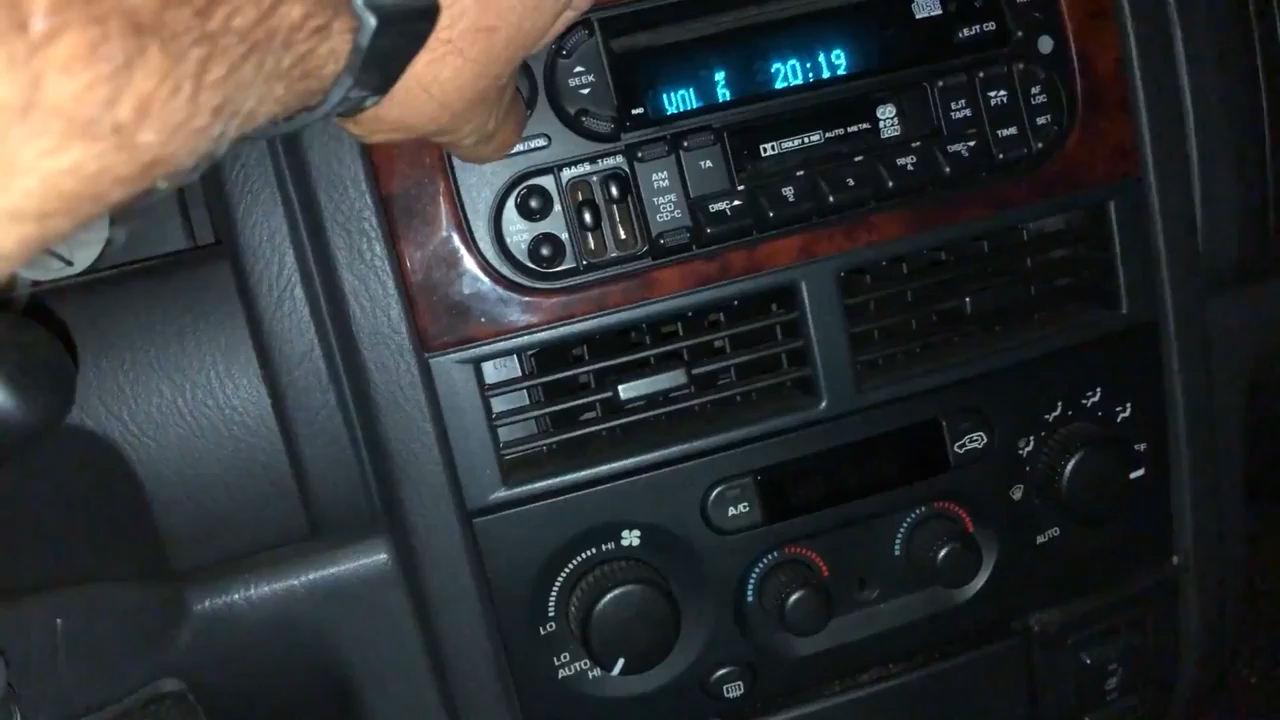 DISC
EJT CD
SEEK
RAD
VOL 6 20:19
ON/VOL
BASS TREB
AM
FM
TAPE
CD
CD-C
TA
DOLBY B NR AUTO METAL
R·D·S
EON
EJT
TAPE
PTY
TIME
AF
LOC
SET
DISC
1
2
3
RND
4
DISC
5
A/C
°F
AUTO
HI
LO
LO
AUTO
HI